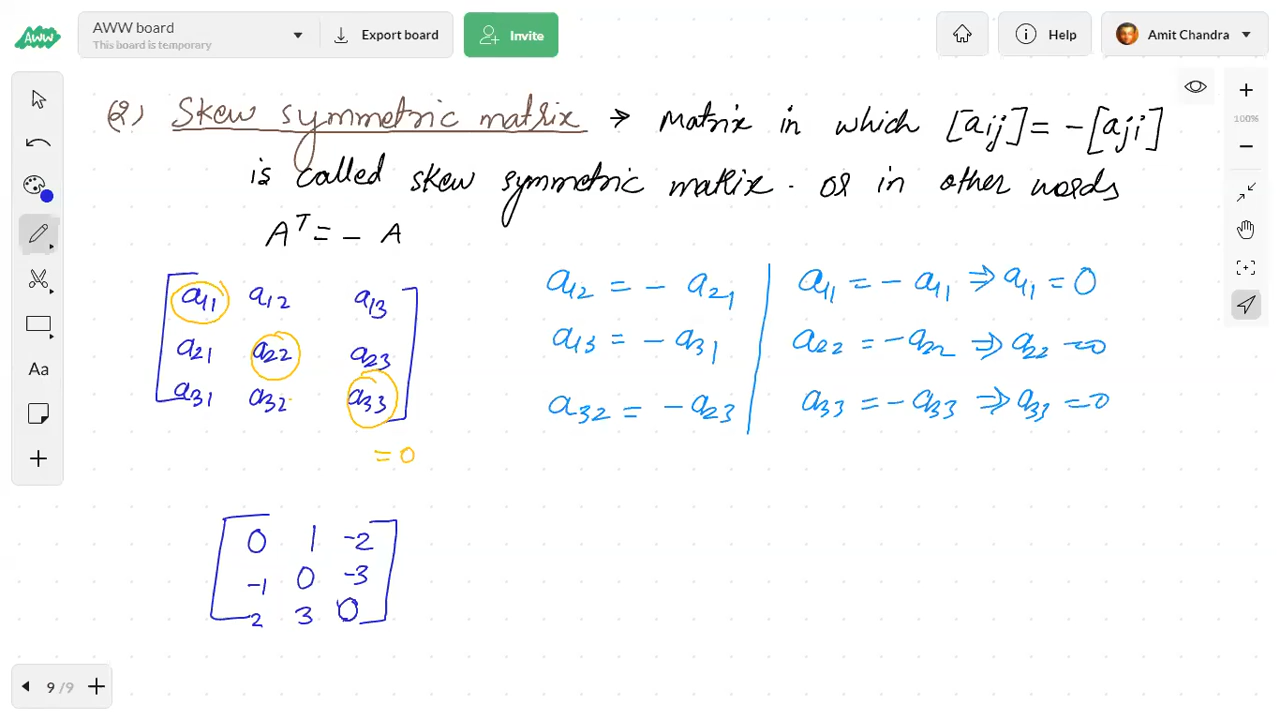 AWW
AWW board
This board is temporary
Export board
Invite
Help
Amit Chandra
(2) Skew symmetric matrix → Matrix in which [aij] = -[aji]
is called skew symmetric matrix. or in other words
A^T = - A
a11 a12 a13
a21 a22 a23
a31 a32 a33
= 0
a12 = - a21
a13 = - a31
a32 = - a23
a11 = - a11 ⇒ a11 = 0
a22 = - a22 ⇒ a22 = 0
a33 = - a33 ⇒ a33 = 0
0 1 -2
-1 0 -3
2 3 0
100%
Aa
9 /9